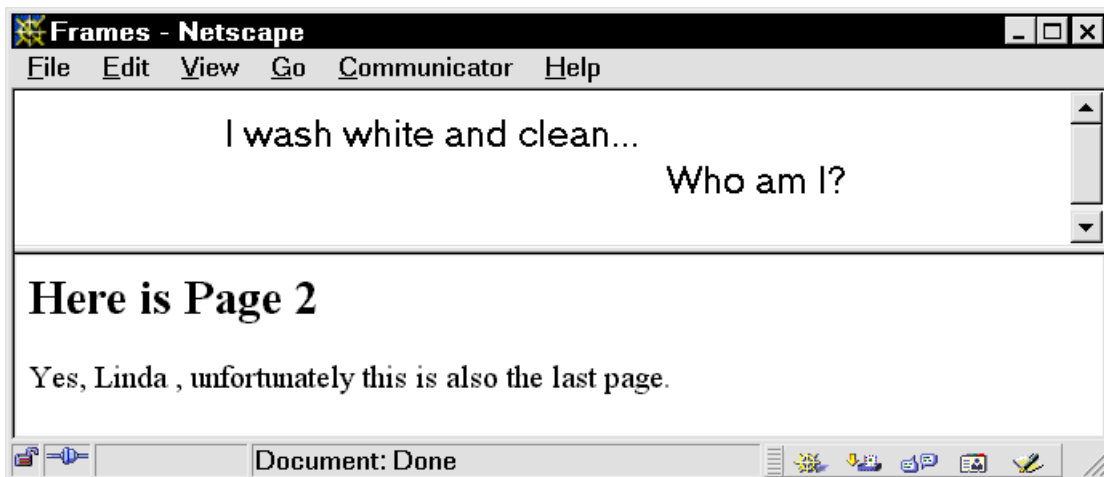 Frames - Netscape
File Edit View Go Communicator Help
I wash white and clean...
Who am I?
Here is Page 2
Yes, Linda , unfortunately this is also the last page.
Document: Done